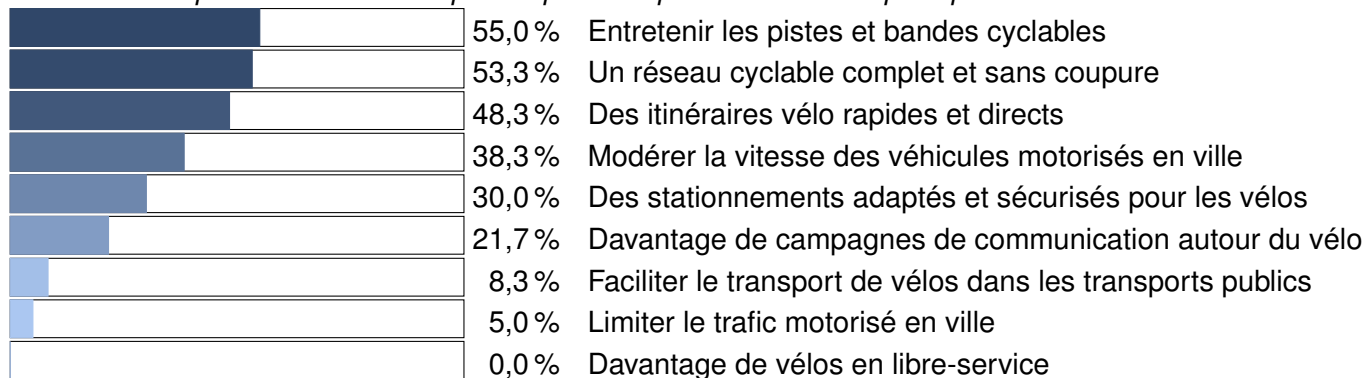 55,0 % Entretenir les pistes et bandes cyclables
53,3 % Un réseau cyclable complet et sans coupure
48,3 % Des itinéraires vélo rapides et directs
38,3 % Modérer la vitesse des véhicules motorisés en ville
30,0 % Des stationnements adaptés et sécurisés pour les vélos
21,7 % Davantage de campagnes de communication autour du vélo
8,3 % Faciliter le transport de vélos dans les transports publics
5,0 % Limiter le trafic motorisé en ville
0,0 % Davantage de vélos en libre-service